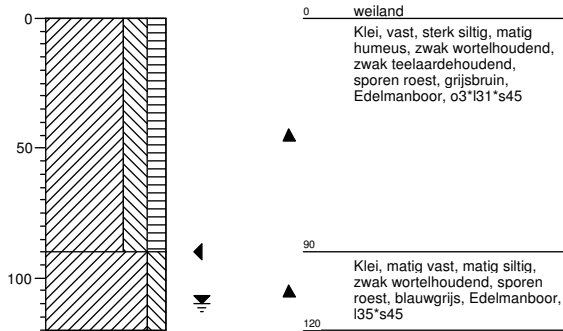 0
50
100
0 weiland
Klei, vast, sterk siltig, matig
humeus, zwak wortelhoudend,
zwak teelaardehoudend,
sporen roest, grijsbruin,
Edelmanboor, o3*l31*s45
90
Klei, matig vast, matig siltig,
zwak wortelhoudend, sporen
roest, blauwgrijs, Edelmanboor,
l35*s45
120